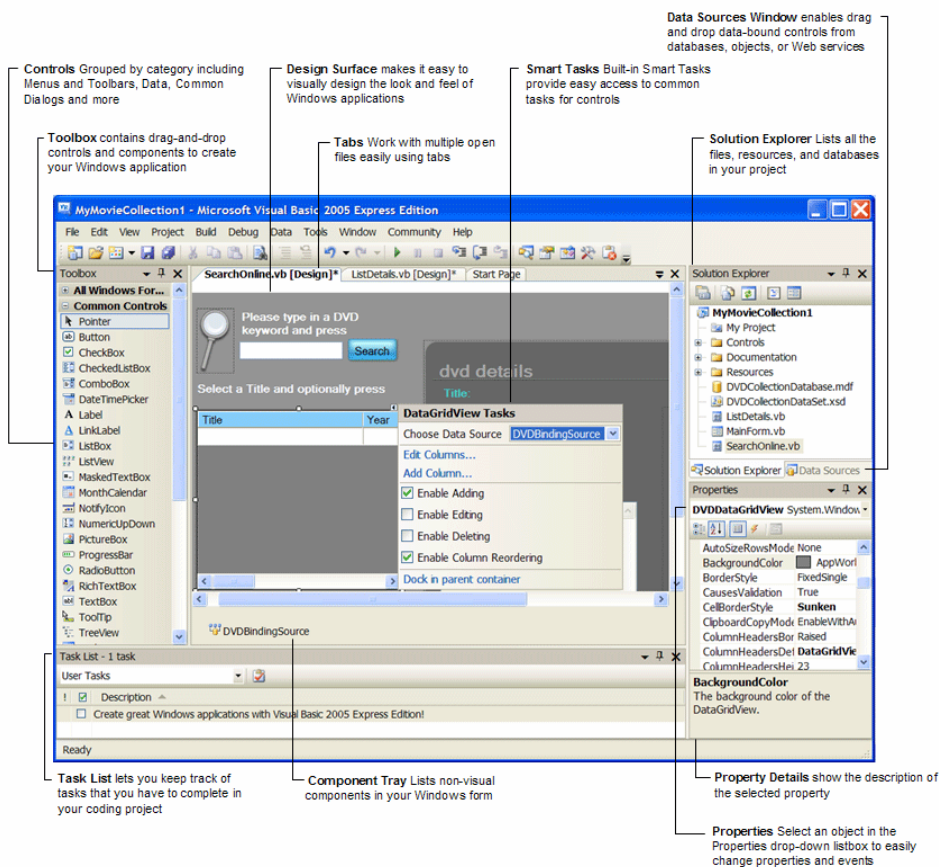 Data Sources Window enables drag
and drop data-bound controls from
databases, objects, or Web services
Controls Grouped by category including
Menus and Toolbars, Data, Common
Dialogs and more
Design Surface makes it easy to
visually design the look and feel of
Windows applications
Smart Tasks Built-in Smart Tasks
provide easy access to common
tasks for controls
Toolbox contains drag-and-drop
controls and components to create
your Windows application
Tabs Work with multiple open
files easily using tabs
Solution Explorer Lists all the
files, resources, and databases
in your project
MyMovieCollection1 - Microsoft Visual Basic 2005 Express Edition
File Edit View Project Build Debug Data Tools Window Community Help
Toolbox
All Windows For...
Common Controls
Pointer
Button
CheckBox
CheckedListBox
ComboBox
DateTimePicker
A Label
A LinkLabel
ListBox
ListView
MaskedTextBox
MonthCalendar
NotifyIcon
NumericUpDown
PictureBox
ProgressBar
RadioButton
RichTextBox
TextBox
ToolTip
TreeView
SearchOnline.vb [Design]* ListDetails.vb [Design]* Start Page
Please type in a DVD
keyword and press
Search
dvd details
Title:
Select a Title and optionally press
Title Year
DataGridView Tasks
Choose Data Source DVDBindingSource
Edit Columns...
Add Column...
Enable Adding
Enable Editing
Enable Deleting
Enable Column Reordering
Dock in parent container
DVDBindingSource
Solution Explorer
MyMovieCollection1
My Project
Controls
Documentation
Resources
DVDCollectionDatabase.mdf
DVDCollectionDataSet.xsd
ListDetails.vb
MainForm.vb
SearchOnline.vb
Solution Explorer Data Sources
Properties
DVDDataGridView System.Window
AutoSizeRowsMode None
BackgroundColor AppWorl
BorderStyle FixedSingle
CausesValidation True
CellBorderStyle Sunken
ClipboardCopyMode EnableWithAu
ColumnHeadersBor Raised
ColumnHeadersDef DataGridVie
ColumnHeadersHei 23
BackgroundColor
The background color of the
DataGridView.
Task List - 1 task
User Tasks
! Description
Create great Windows applications with Visual Basic 2005 Express Edition!
Ready
Task List lets you keep track of
tasks that you have to complete in
your coding project
Component Tray Lists non-visual
components in your Windows form
Property Details show the description of
the selected property
Properties Select an object in the
Properties drop-down listbox to easily
change properties and events